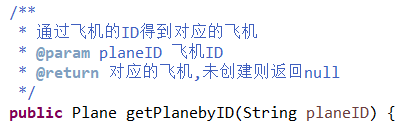 /**
* 通过飞机的ID得到对应的飞机
* @param planeID 飞机ID
* @return 对应的飞机,未创建则返回null
*/
public Plane getPlanebyID(String planeID) {